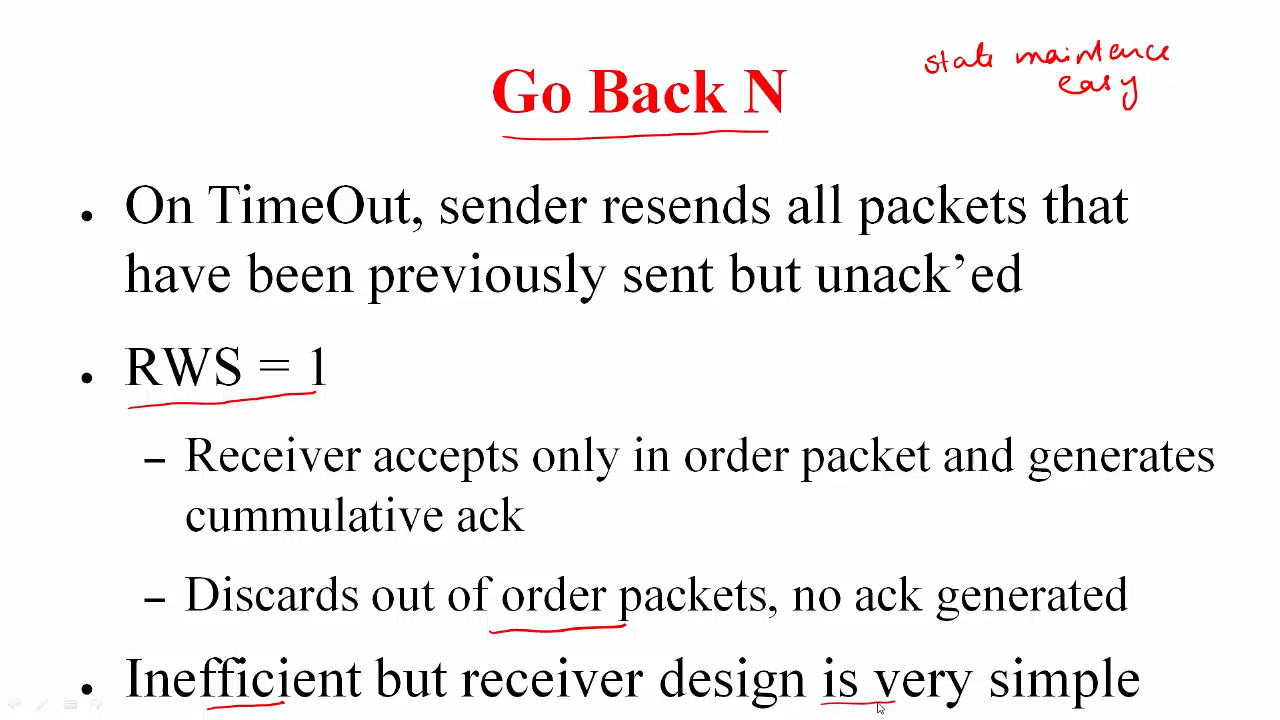 state maintence
easy
Go Back N
• On TimeOut, sender resends all packets that
have been previously sent but unack’ed
• RWS = 1
– Receiver accepts only in order packet and generates
cummulative ack
– Discards out of order packets, no ack generated
• Inefficient but receiver design is very simple